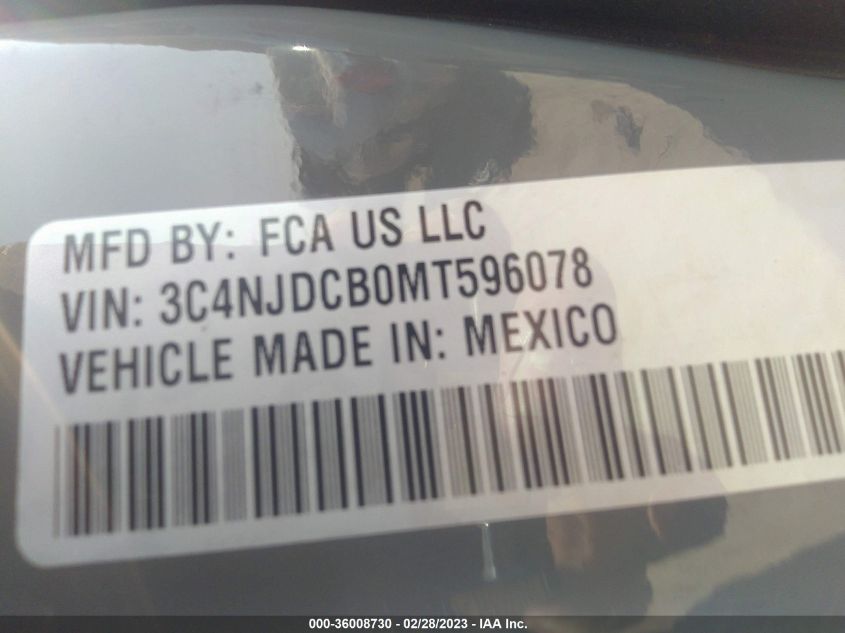 MFD BY: FCA US LLC
VIN: 3C4NJDCB0MT596078
VEHICLE MADE IN: MEXICO
000-36008730 - 02/28/2023 - IAA Inc.